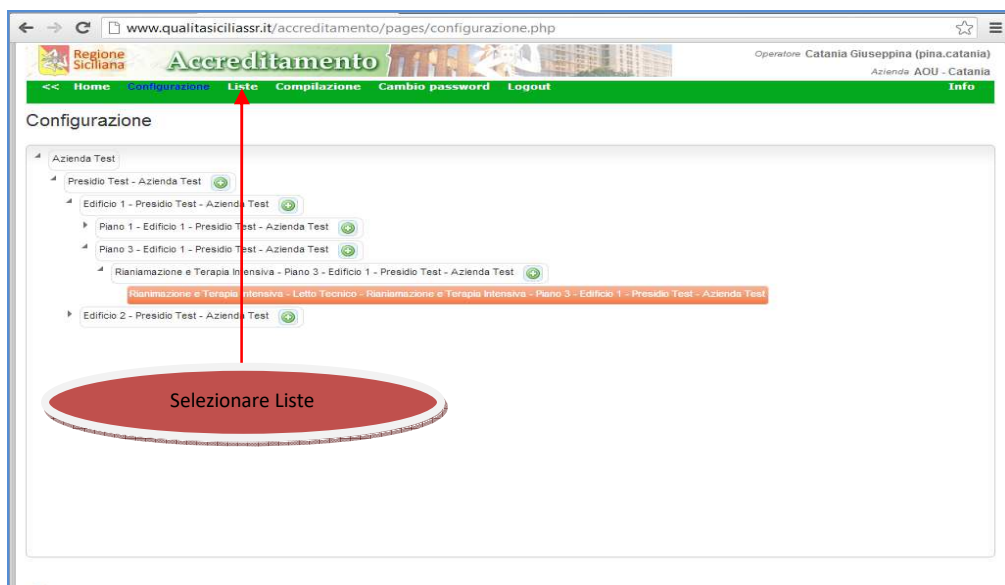 www.qualitasiciliassr.it/accreditamento/pages/configurazione.php
Regione
Siciliana
Accreditamento
Operatore Catania Giuseppina (pina.catania)
Azienda AOU - Catania
<< Home Configurazione Liste Compilazione Cambio password Logout Info
Configurazione
Azienda Test
Presidio Test - Azienda Test
Edificio 1 - Presidio Test - Azienda Test
Piano 1 - Edificio 1 - Presidio Test - Azienda Test
Piano 3 - Edificio 1 - Presidio Test - Azienda Test
Rianiamazione e Terapia Intensiva - Piano 3 - Edificio 1 - Presidio Test - Azienda Test
Rianimazione e Terapia Intensiva - Letto Tecnico - Rianiamazione e Terapia Intensiva - Piano 3 - Edificio 1 - Presidio Test - Azienda Test
Edificio 2 - Presidio Test - Azienda Test
Selezionare Liste